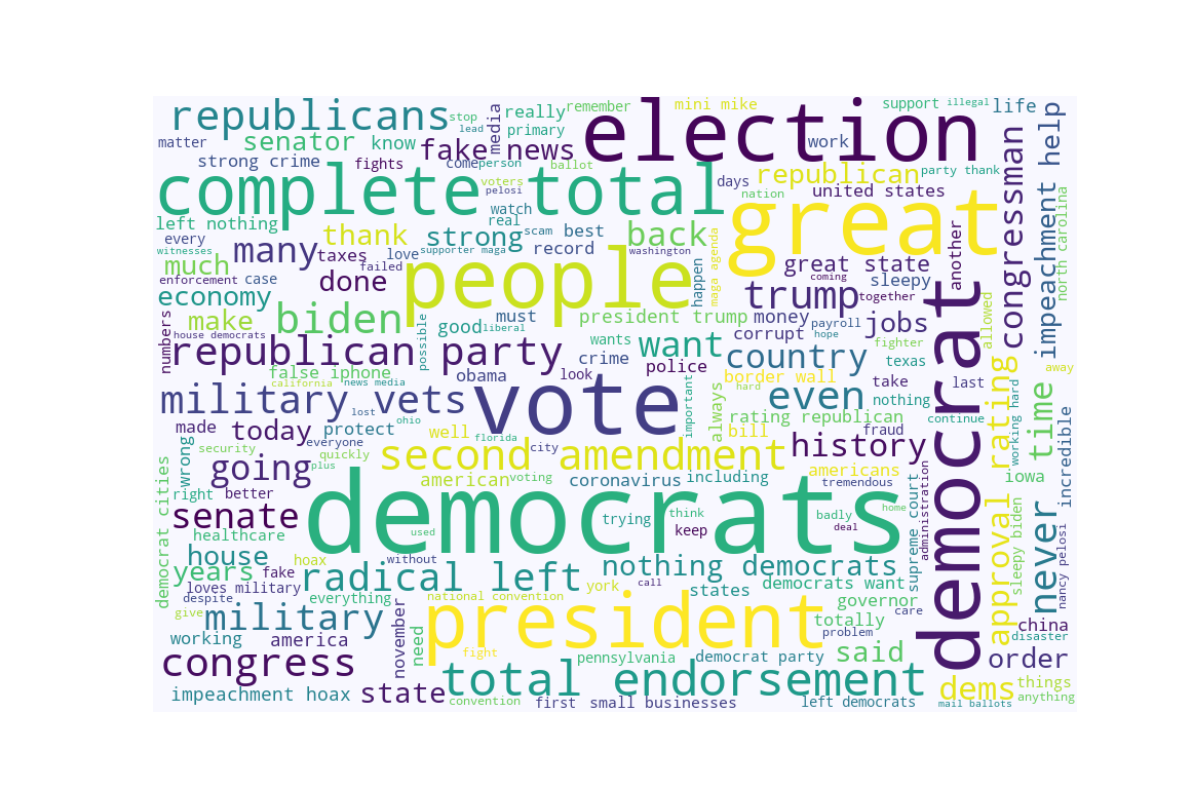 republicans
stop
lead
media
really
remember
mini mike
election
support
illegal
life
matter
senator
know
primary
fake news
work
impeachment help
strong crime
fights
come
person
ballot
congressman
complete total
voters
pelosi
days
republican
party thank
nation
united states
great
left nothing
watch
real
every
witnesses
thank
strong
scam
best
back
many
taxes
love
supporter maga
record
washington
maga agenda
another
north carolina
much
failed
people
happen
great state
coming
sleepy
enforcement
case
done
economy
trump
together
allowed
numbers
make
biden
must
president trump
money
payroll
jobs
good
liberal
house democrats
possible
wants
want
corrupt
hope
fighter
republican party
crime
police
country
texas
false iphone
obama
look
border wall
take
last
away
california
news media
vote
important
hard
even
nothing
military vets
lost
ohio
always
rating republican
continue
democrat
approval rating
working hard
time
made
today
protect
well
florida
city
bill
fraud
incredible
wrong
security
everyone
second amendment
history
going
quickly
plus
american
voting
coronavirus
including
americans
tremendous
iowa
democrat cities
right
better
democrats
think
badly
home
supreme court
administration
sleepy biden
never
nancy pelosi
senate
trying
keep
deal
healthcare
used
house
hoax
without
nothing democrats
years
fake
radical left
call
york
states
democrats want
loves military
despite
everything
national convention
governor
care
give
military
november
need
president
totally
china
working
america
problem
disaster
fight
pennsylvania
democrat party
said
order
congress
total endorsement
dems
things
impeachment hoax
state
convention
first
small businesses
left democrats
mail ballots
anything